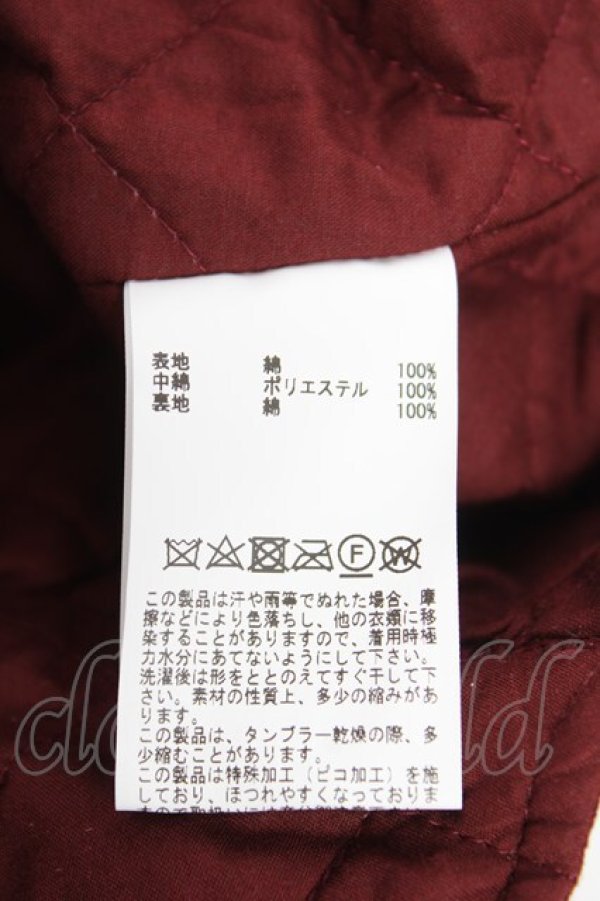 表地 綿 100%
中綿 ポリエステル 100%
裏地 綿 100%
F W
この製品は汗や雨等でぬれた場合、摩
擦などにより色落ちし、他の衣類に移
染することがありますので、着用時極
力水分にあてないようにして下さい。
洗濯後は形をととのえてすぐ干して下
さい。素材の性質上、多少の縮みがあ
ります。
この製品は、タンブラー乾燥の際、多
少縮むことがあります。
この製品は特殊加工（ピコ加工）を施
しており、ほつれやすくなっておりま
すので取扱いには